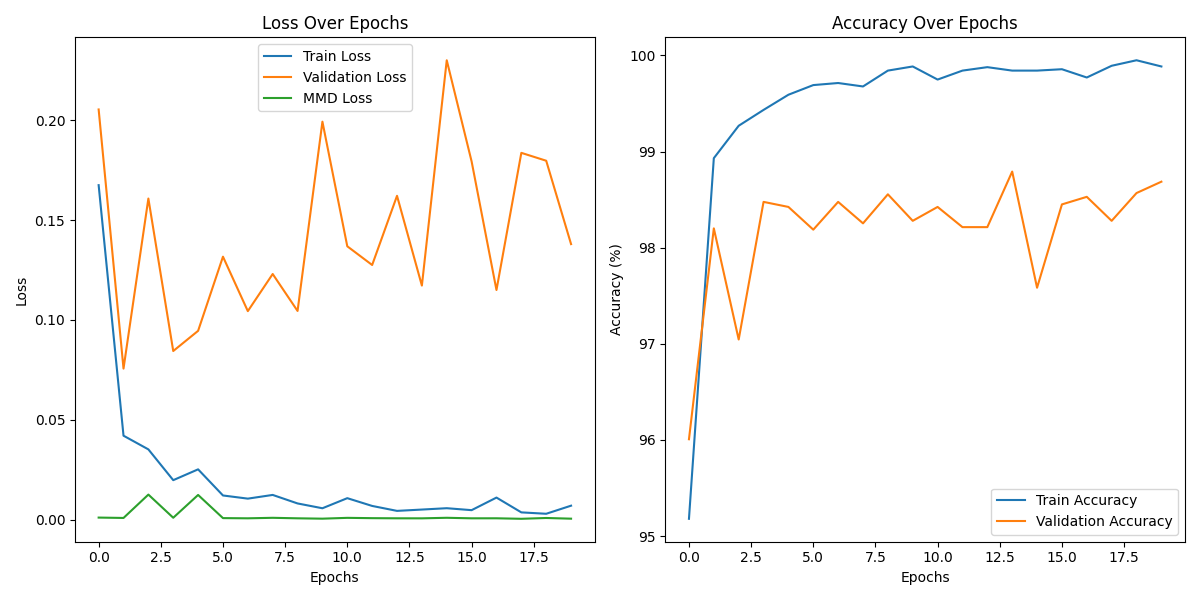 Loss Over Epochs
Train Loss
Validation Loss
MMD Loss
Loss
0.20
0.15
0.10
0.05
0.00
0.0 2.5 5.0 7.5 10.0 12.5 15.0 17.5
Epochs
Accuracy Over Epochs
Accuracy (%)
100
99
98
97
96
95
Train Accuracy
Validation Accuracy
0.0 2.5 5.0 7.5 10.0 12.5 15.0 17.5
Epochs